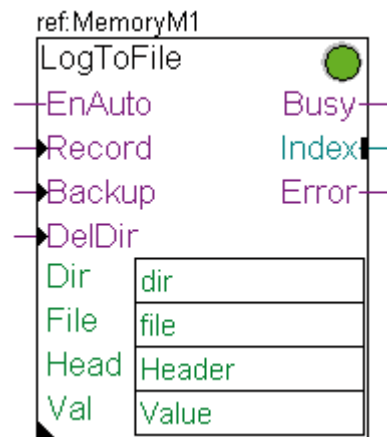 ref:MemoryM1
LogToFile
EnAuto Busy
Record Index
Backup Error
DelDir
Dir dir
File file
Head Header
Val Value